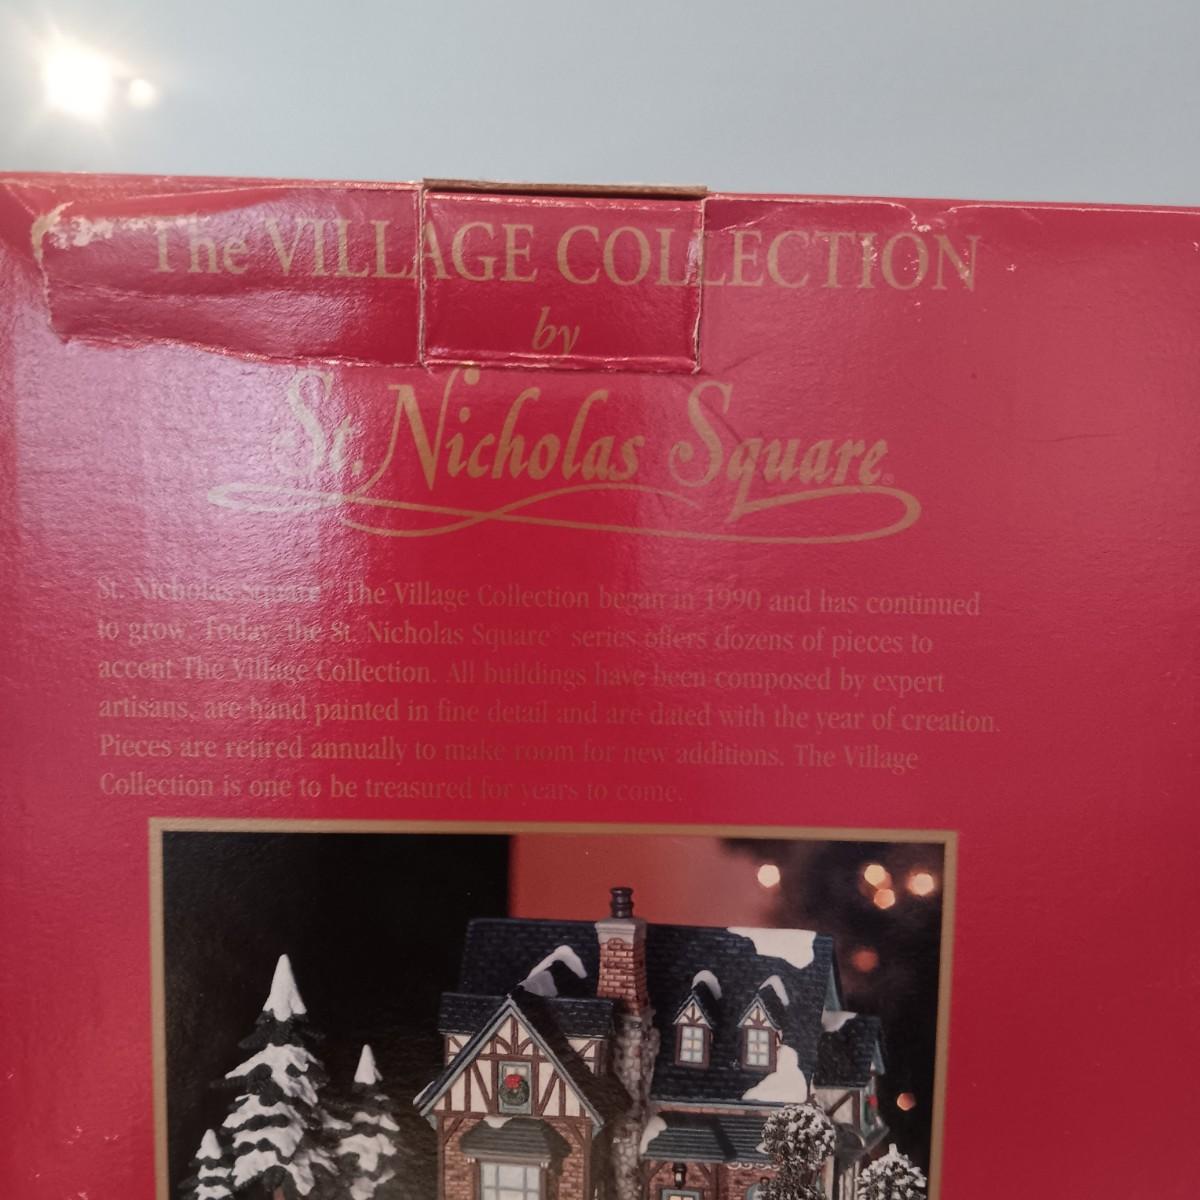 The VILLAGE COLLECTION
by
St. Nicholas Square®
St. Nicholas Square® The Village Collection began in 1990 and has continued
to grow. Today, the St. Nicholas Square® series offers dozens of pieces to
accent The Village Collection. All buildings have been composed by expert
artisans, are hand painted in fine detail and are dated with the year of creation.
Pieces are retired annually to make room for new additions. The Village
Collection is one to be treasured for years to come.